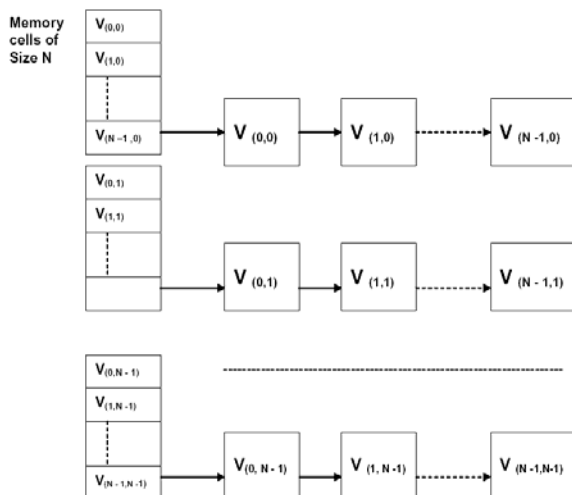 Memory
cells of
Size N
V(0,0)
V(1,0)
V(N –1 ,0)
V (0,0)
V (1,0)
V (N -1,0)
V(0,1)
V(1,1)
V (0,1)
V (1,1)
V (N - 1,1)
V(0,N - 1)
V(1,N -1)
V(N - 1,N -1)
V(0, N - 1)
V (1, N -1)
V (N -1,N-1)